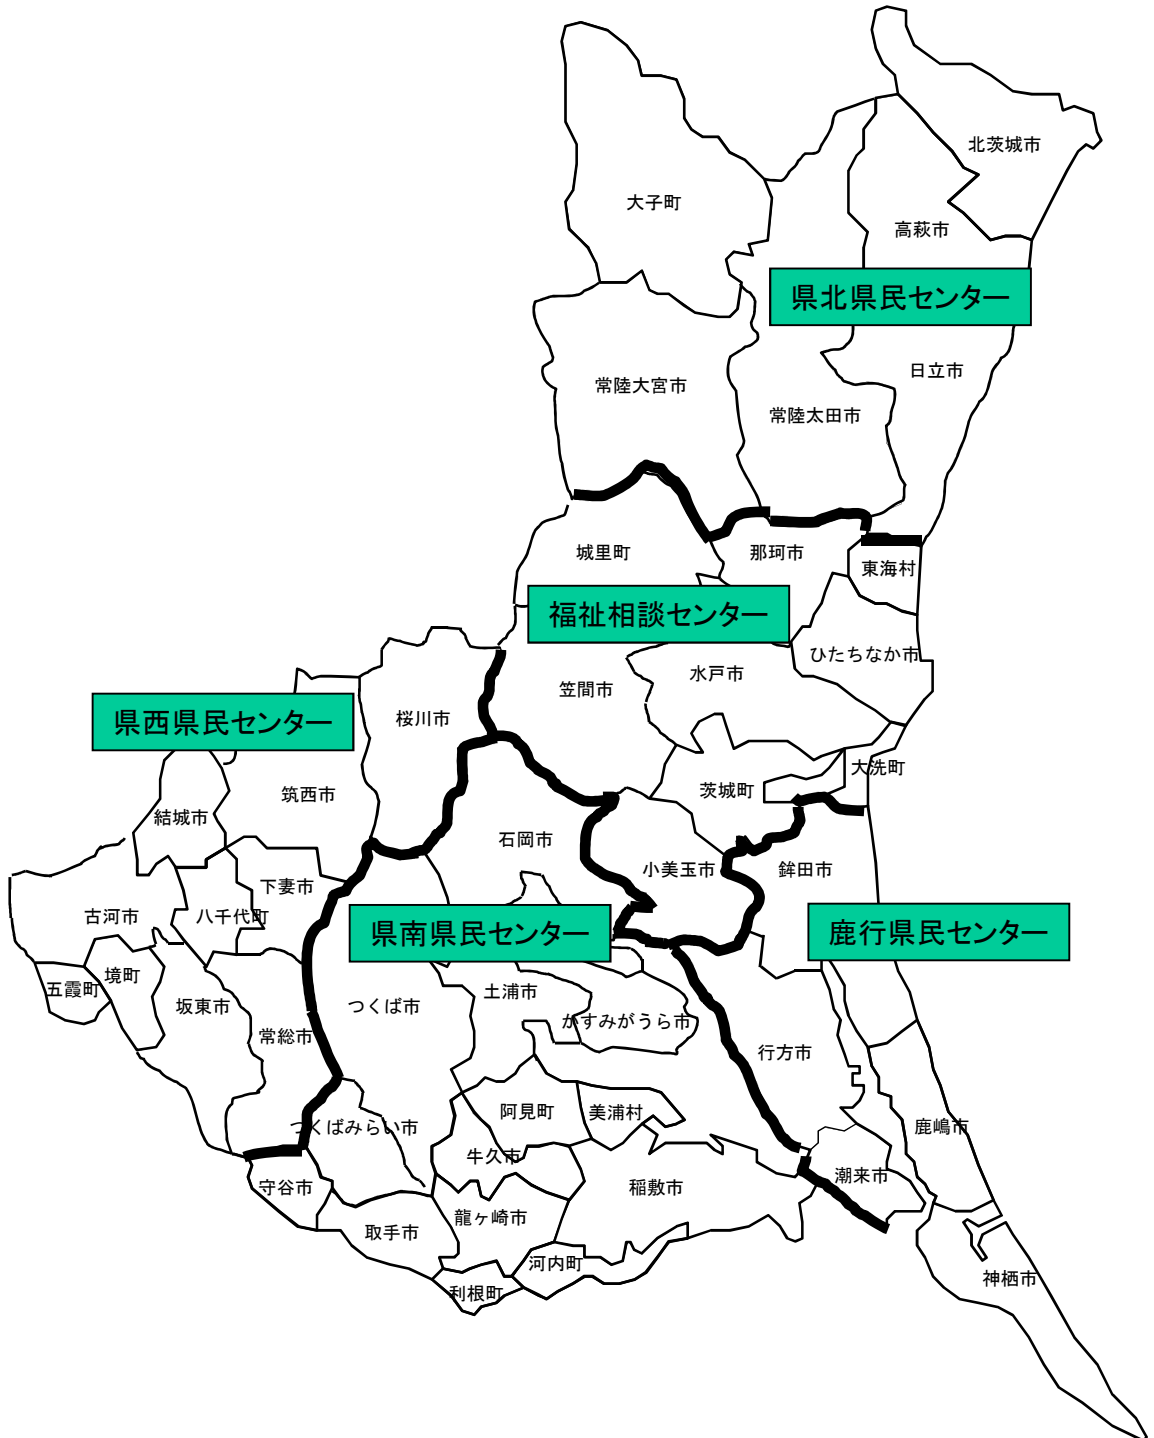 北茨城市
大子町
高萩市
県北県民センター
日立市
常陸大宮市
常陸太田市
城里町
那珂市
東海村
福祉相談センター
ひたちなか市
水戸市
笠間市
県西県民センター
桜川市
大洗町
茨城町
筑西市
結城市
石岡市
小美玉市
鉾田市
下妻市
古河市
八千代町
県南県民センター
鹿行県民センター
境町
五霞町
坂東市
つくば市
土浦市
かすみがうら市
常総市
行方市
阿見町
美浦村
つくばみらい市
鹿嶋市
牛久市
守谷市
稲敷市
潮来市
龍ヶ崎市
取手市
河内町
神栖市
利根町